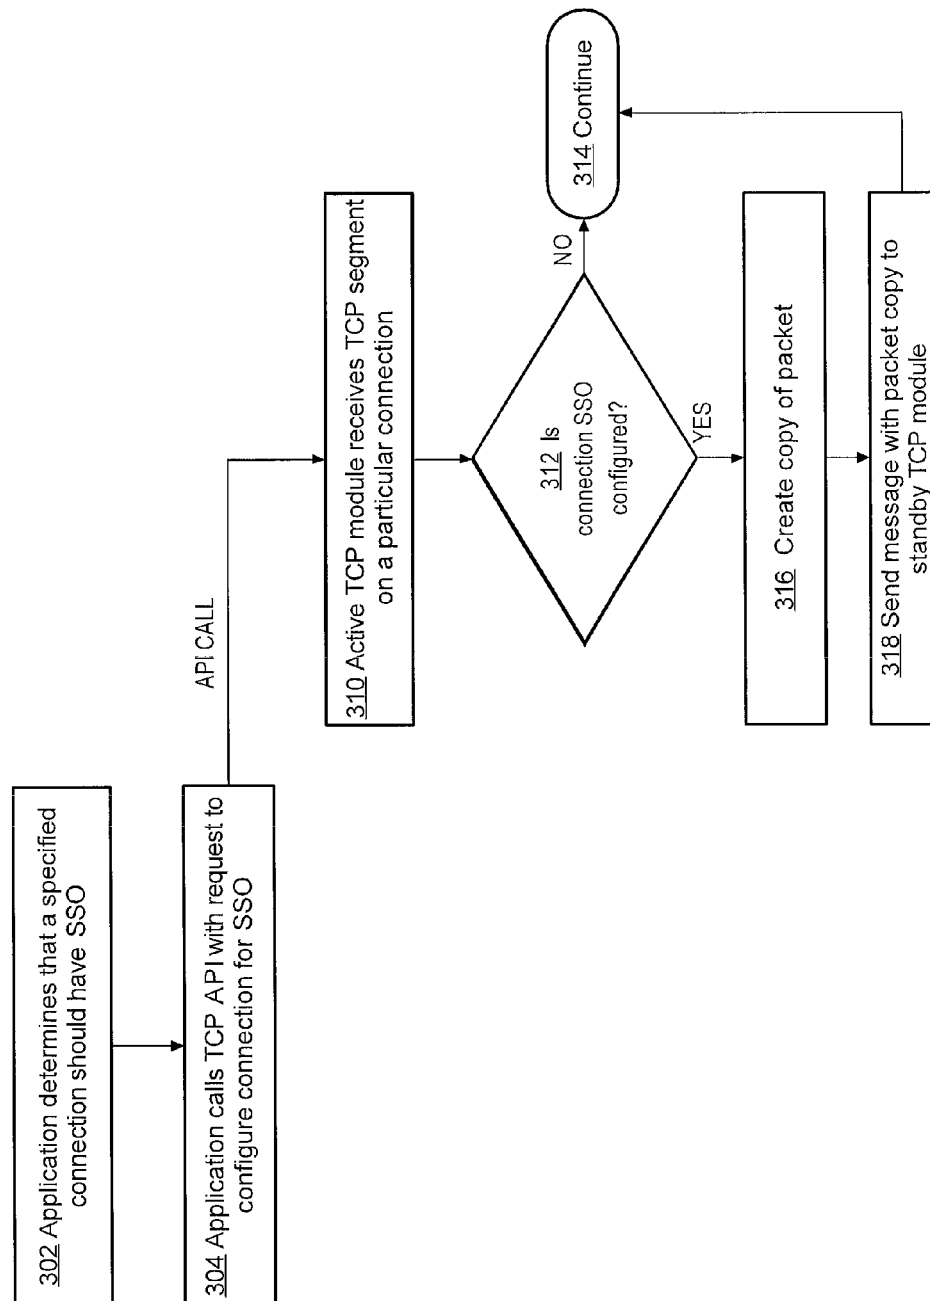 302 Application determines that a specified
connection should have SSO
304 Application calls TCP API with request to
configure connection for SSO
API CALL
310 Active TCP module receives TCP segment
on a particular connection
312 Is
connection SSO
configured?
NO
314 Continue
YES
316 Create copy of packet
318 Send message with packet copy to
standby TCP module